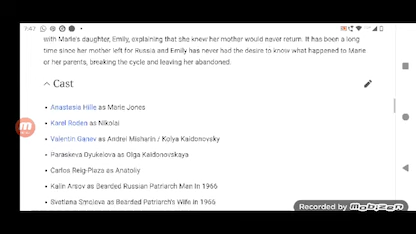 7:47
with Marie's daughter, Emily, explaining that she knew her mother would never return. It has been a long
time since her mother left for Russia and Emily has never had the desire to know what happened to Marie
or her parents, breaking the cycle and leaving her abandoned.
Cast
Anastasia Hille as Marie Jones
Karel Roden as Nikolai
Valentin Ganev as Andrei Misharin / Kolya Kaidonovsky
Paraskeva Djukelova as Olga Kaidonovskaya
Carlos Reig-Plaza as Anatoliy
Kalin Arsov as Bearded Russian Patriarch Man in 1966
Svetlana Smoleva as Bearded Patriarch's Wife in 1966
Recorded by Mobizen